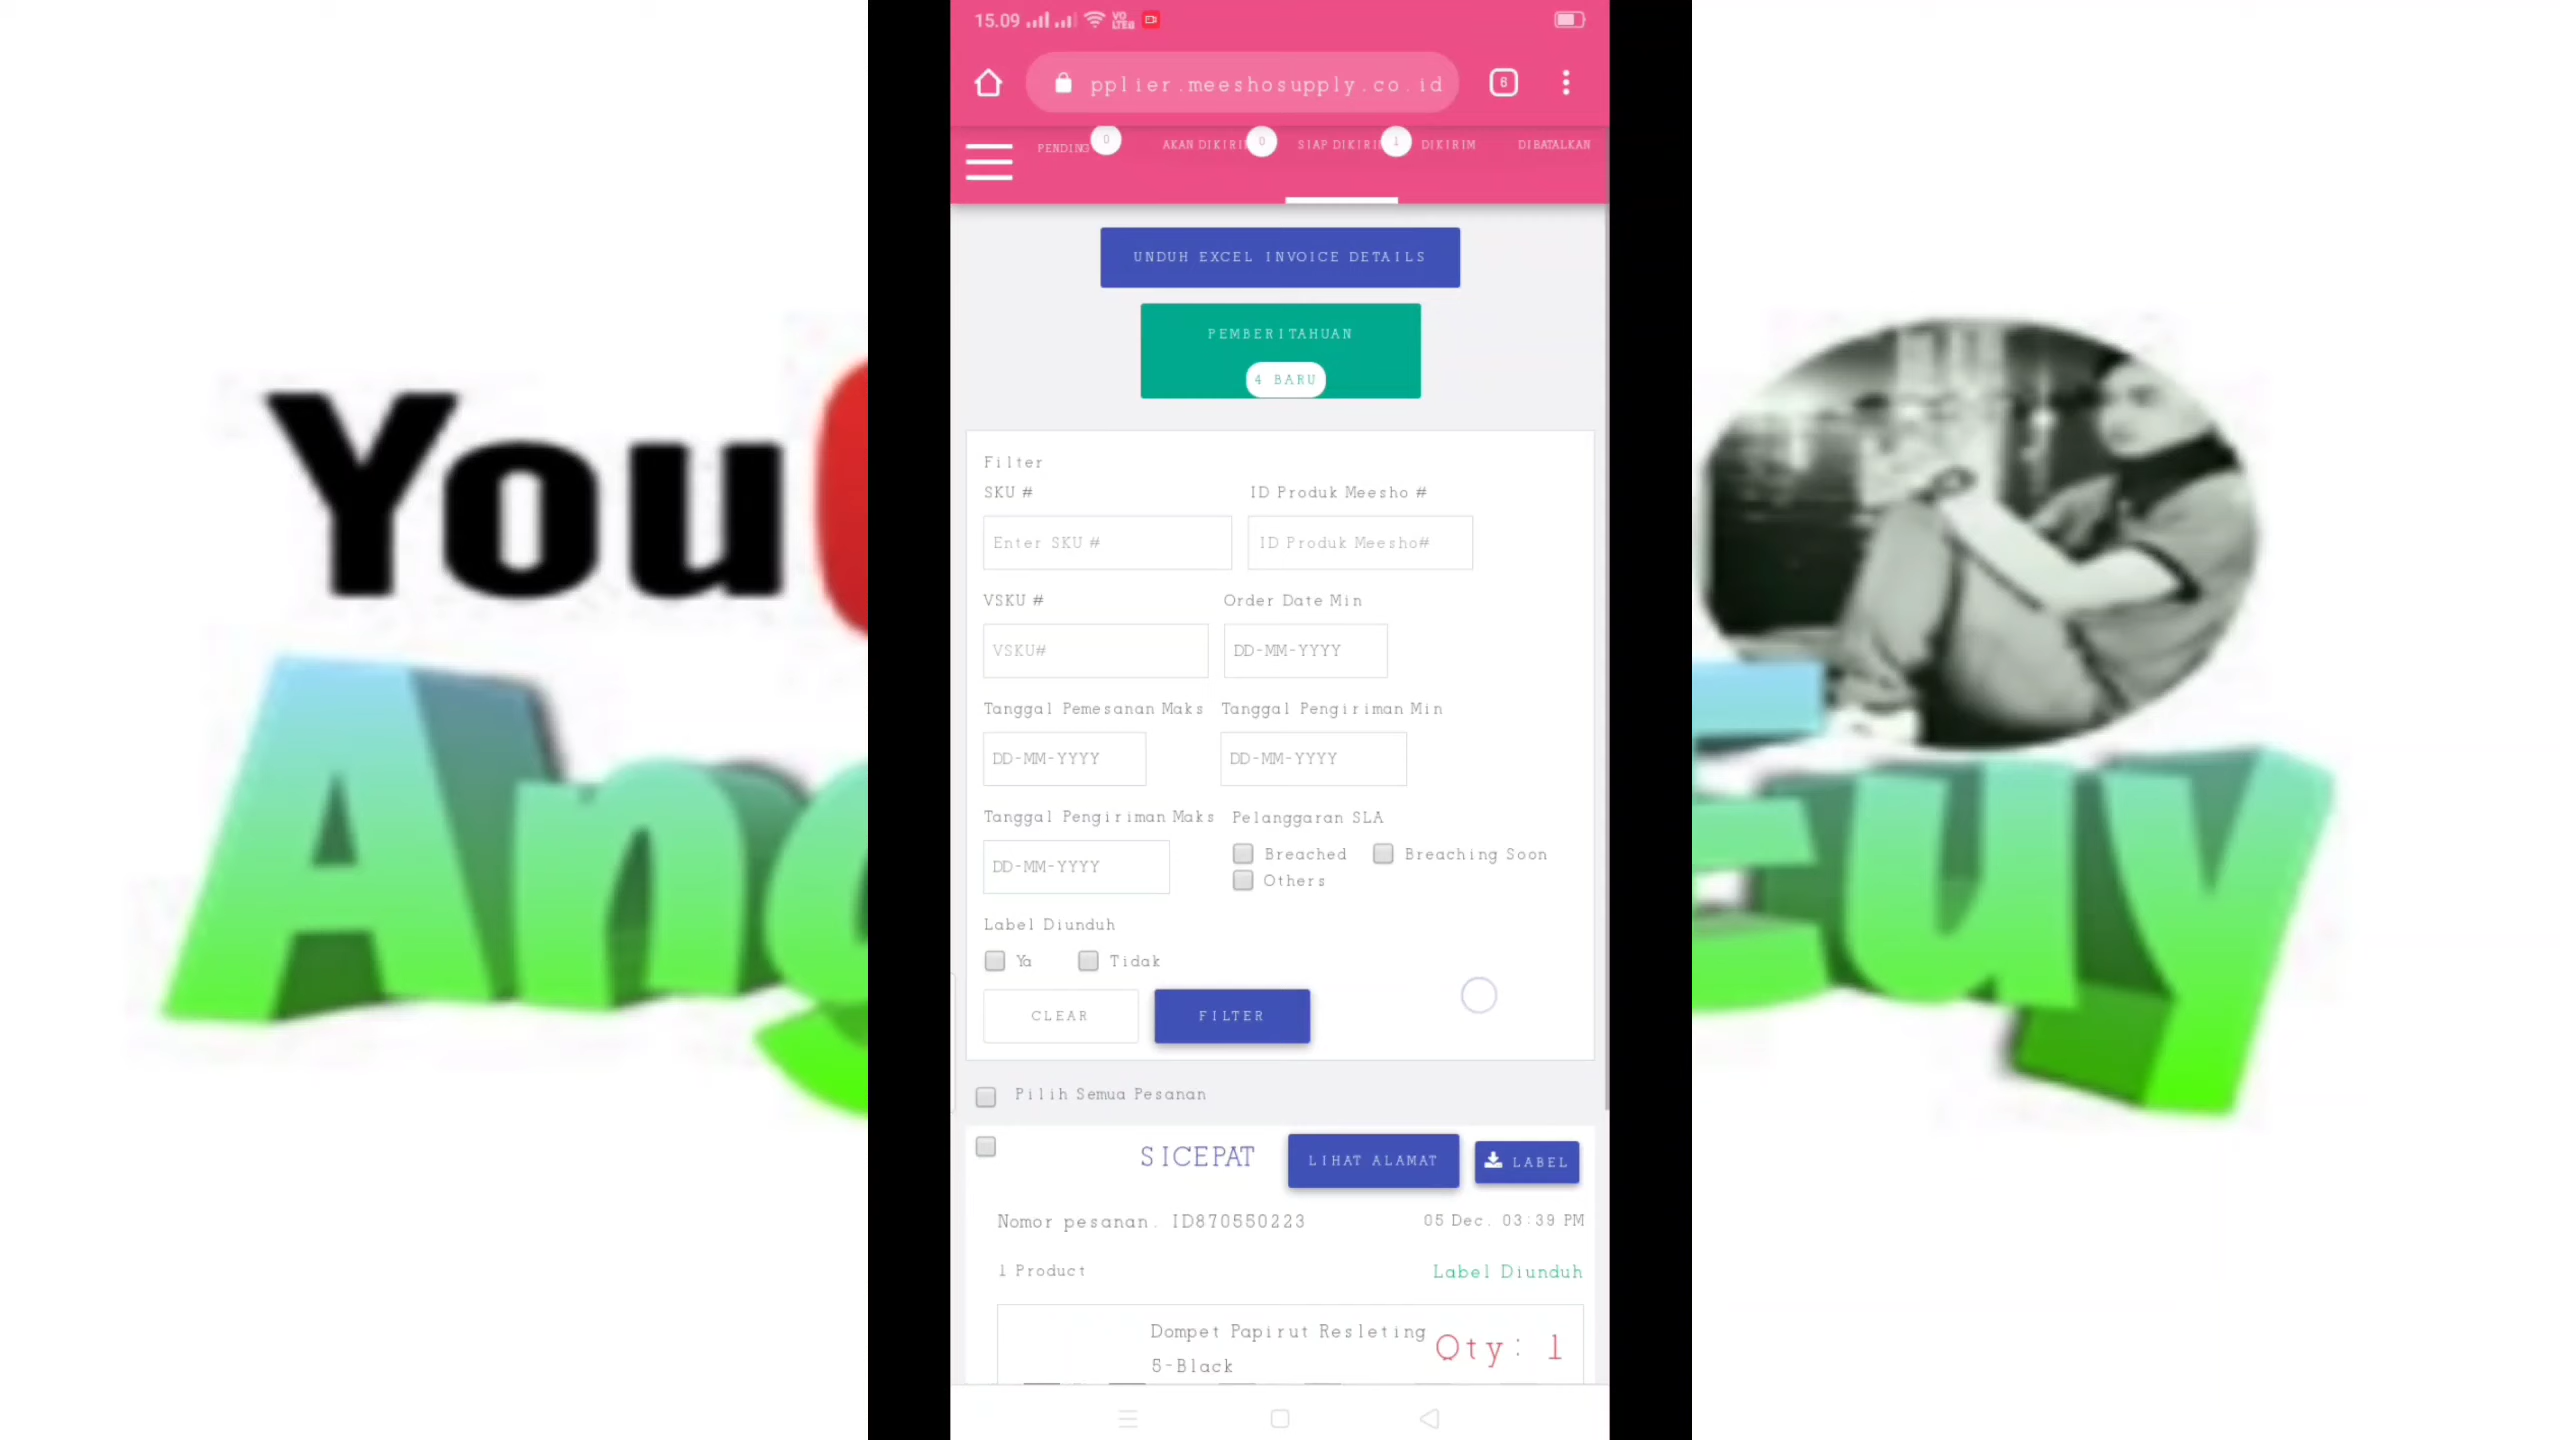 15.09
VO
LTE
pplier.meeshosupply.co.id
8
PENDING 0
AKAN DIKIRI 0
SIAP DIKIRI 1
DIKIRIM
DIBATALKAN
UNDUH EXCEL INVOICE DETAILS
PEMBERITAHUAN
4 BARU
You
Ang
Euy
Filter
SKU # ID Produk Meesho #
Enter SKU # ID Produk Meesho#
VSKU # Order Date Min
VSKU# DD-MM-YYYY
Tanggal Pemesanan Maks Tanggal Pengiriman Min
DD-MM-YYYY DD-MM-YYYY
Tanggal Pengiriman Maks Pelanggaran SLA
DD-MM-YYYY Breached Breaching Soon
Others
Label Diunduh
Ya Tidak
CLEAR FILTER
Pilih Semua Pesanan
SICEPAT LIHAT ALAMAT LABEL
Nomor pesanan. ID870550223 05 Dec. 03:39 PM
1 Product Label Diunduh
Dompet Papirut Resleting Qty: 1
5-Black